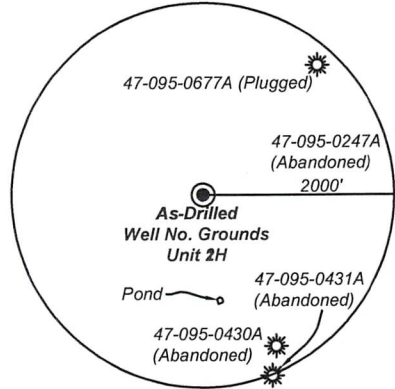 47-095-0677A (Plugged)
47-095-0247A
(Abandoned)
2000'
As-Drilled
Well No. Grounds
Unit 2H
Pond
47-095-0431A
(Abandoned)
47-095-0430A
(Abandoned)